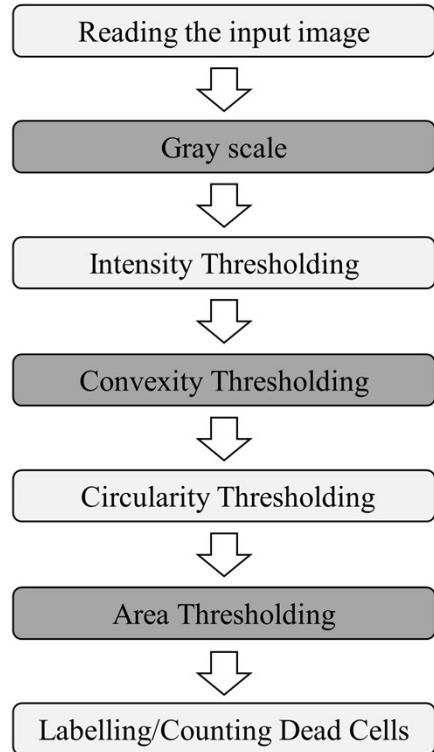 Reading the input image
Gray scale
Intensity Thresholding
Convexity Thresholding
Circularity Thresholding
Area Thresholding
Labelling/Counting Dead Cells